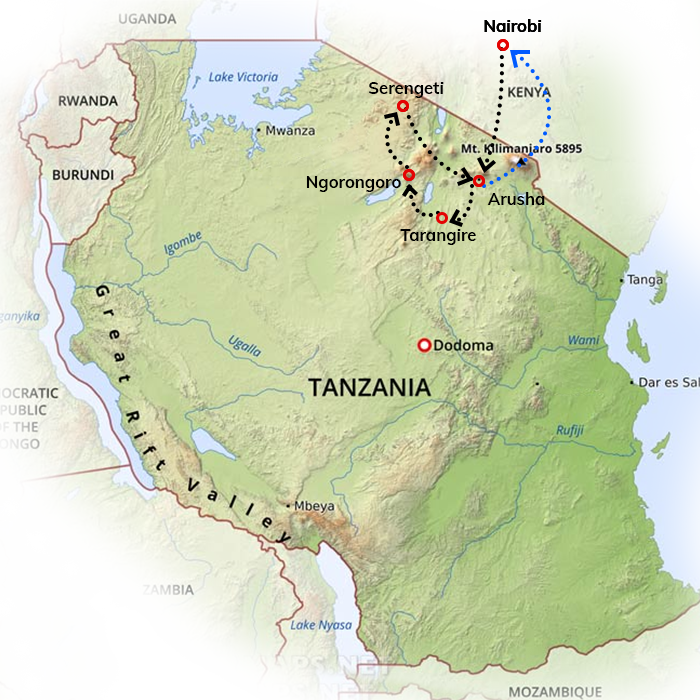 UGANDA
Nairobi
Lake Victoria
Serengeti
KENYA
RWANDA
Mwanza
Mt. Kilimanjaro 5895
BURUNDI
Ngorongoro
Arusha
Tarangire
Igombe
Tanga
ganyika
Ugalla
Dodoma
Wami
TANZANIA
Dar es Sal
OCRATIC
PUBLIC
OF THE
ONGO
Great Rift Valley
Rufiji
Mbeya
ZAMBIA
Lake Nyasa
MOZAMBIQUE